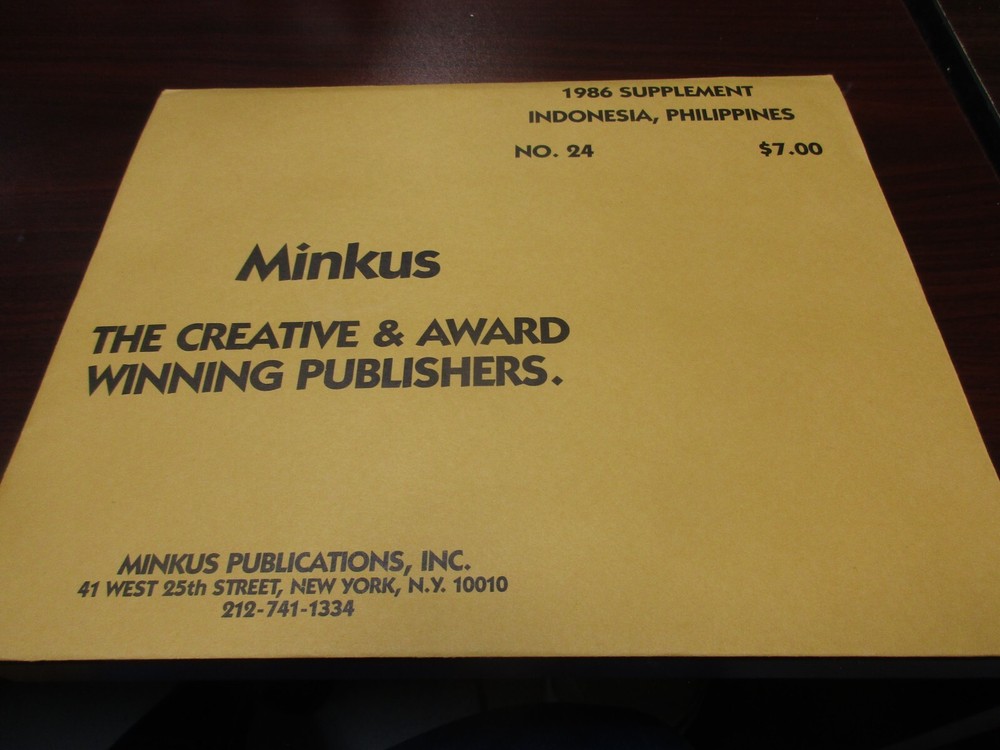 1986 SUPPLEMENT
INDONESIA, PHILIPPINES
NO. 24 $7.00
Minkus
THE CREATIVE & AWARD
WINNING PUBLISHERS.
MINKUS PUBLICATIONS, INC.
41 WEST 25th STREET, NEW YORK, N.Y. 10010
212-741-1334